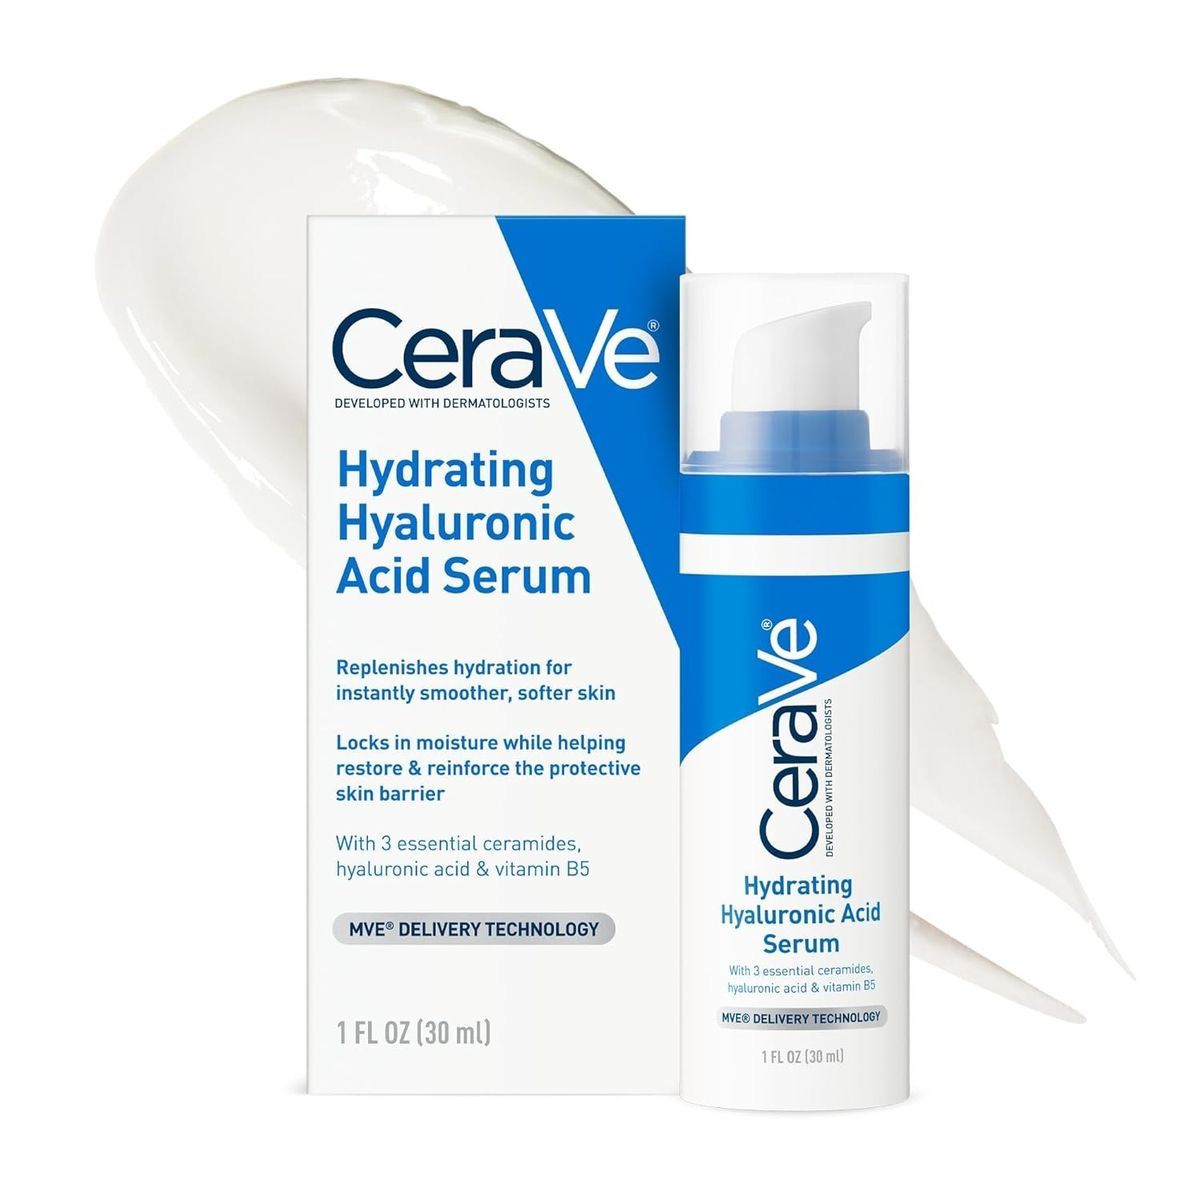 CeraVe®
DEVELOPED WITH DERMATOLOGISTS
Hydrating
Hyaluronic
Acid Serum
Replenishes hydration for
instantly smoother, softer skin
Locks in moisture while helping
restore & reinforce the protective
skin barrier
With 3 essential ceramides,
hyaluronic acid & vitamin B5
MVE® DELIVERY TECHNOLOGY
1 FL OZ (30 ml)
CeraVe®
DEVELOPED WITH DERMATOLOGISTS
Hydrating
Hyaluronic Acid
Serum
With 3 essential ceramides,
hyaluronic acid & vitamin B5
MVE® DELIVERY TECHNOLOGY
1 FL OZ (30 ml)